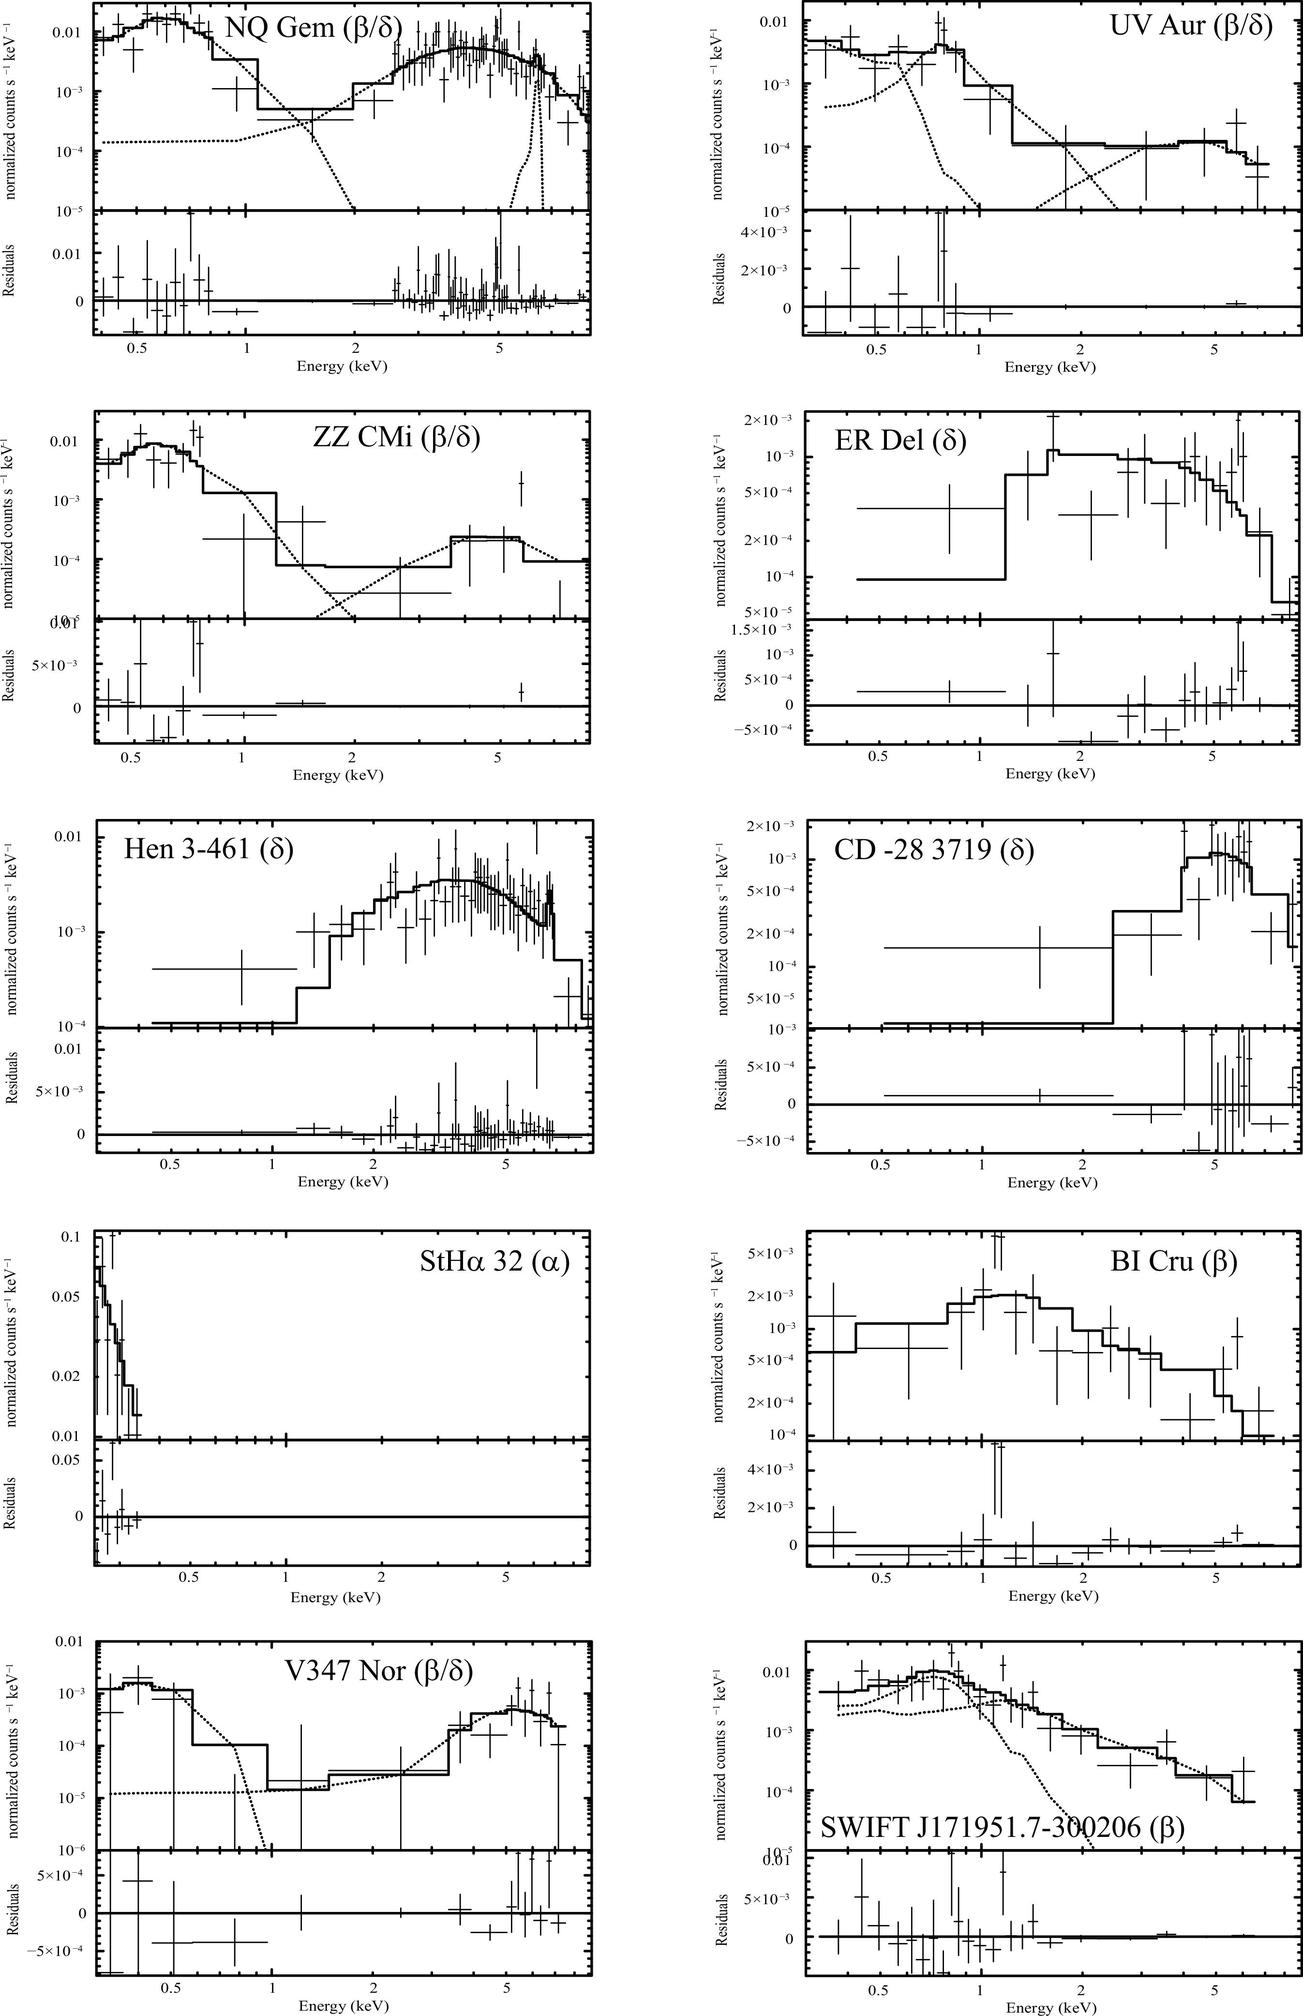 NQ Gem (β/δ)
normalized counts s⁻¹ keV⁻¹
0.01
10⁻³
10⁻⁴
10⁻⁵
Residuals
0.01
0
0.5 1 2 5
Energy (keV)
UV Aur (β/δ)
normalized counts s⁻¹ keV⁻¹
0.01
10⁻³
10⁻⁴
10⁻⁵
Residuals
4×10⁻³
2×10⁻³
0
0.5 1 2 5
Energy (keV)
ZZ CMi (β/δ)
normalized counts s⁻¹ keV⁻¹
0.01
10⁻³
10⁻⁴
10⁻⁵
Residuals
0.01
5×10⁻³
0
0.5 1 2 5
Energy (keV)
ER Del (δ)
normalized counts s⁻¹ keV⁻¹
2×10⁻³
10⁻³
5×10⁻⁴
2×10⁻⁴
10⁻⁴
5×10⁻⁵
Residuals
1.5×10⁻³
10⁻³
5×10⁻⁴
0
−5×10⁻⁴
0.5 1 2 5
Energy (keV)
Hen 3-461 (δ)
normalized counts s⁻¹ keV⁻¹
0.01
10⁻³
10⁻⁴
Residuals
0.01
5×10⁻³
0
0.5 1 2 5
Energy (keV)
CD -28 3719 (δ)
normalized counts s⁻¹ keV⁻¹
2×10⁻³
10⁻³
5×10⁻⁴
2×10⁻⁴
10⁻⁴
5×10⁻⁵
Residuals
10⁻³
5×10⁻⁴
0
−5×10⁻⁴
0.5 1 2 5
Energy (keV)
StHα 32 (α)
normalized counts s⁻¹ keV⁻¹
0.1
0.05
0.02
0.01
Residuals
0.05
0
0.5 1 2 5
Energy (keV)
BI Cru (β)
normalized counts s⁻¹ keV⁻¹
5×10⁻³
2×10⁻³
10⁻³
5×10⁻⁴
2×10⁻⁴
10⁻⁴
Residuals
4×10⁻³
2×10⁻³
0
0.5 1 2 5
Energy (keV)
V347 Nor (β/δ)
normalized counts s⁻¹ keV⁻¹
0.01
10⁻³
10⁻⁴
10⁻⁵
10⁻⁶
Residuals
5×10⁻⁴
0
−5×10⁻⁴
0.5 1 2 5
Energy (keV)
SWIFT J171951.7-300206 (β)
normalized counts s⁻¹ keV⁻¹
0.01
10⁻³
10⁻⁴
10⁻⁵
Residuals
0.01
5×10⁻³
0
0.5 1 2 5
Energy (keV)